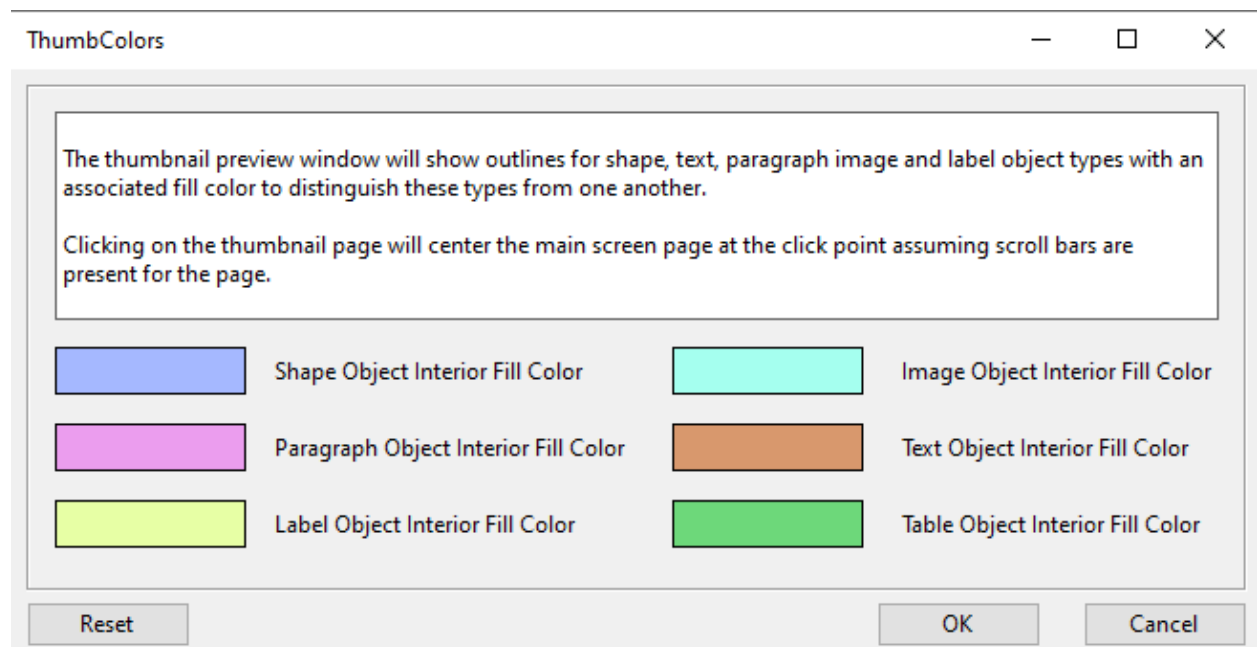 ThumbColors
The thumbnail preview window will show outlines for shape, text, paragraph image and label object types with an
associated fill color to distinguish these types from one another.
Clicking on the thumbnail page will center the main screen page at the click point assuming scroll bars are
present for the page.
Shape Object Interior Fill Color
Image Object Interior Fill Color
Paragraph Object Interior Fill Color
Text Object Interior Fill Color
Label Object Interior Fill Color
Table Object Interior Fill Color
Reset
OK
Cancel